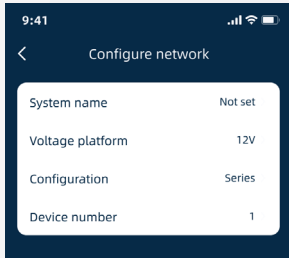 9:41
Configure network
System name Not set
Voltage platform 12V
Configuration Series
Device number 1